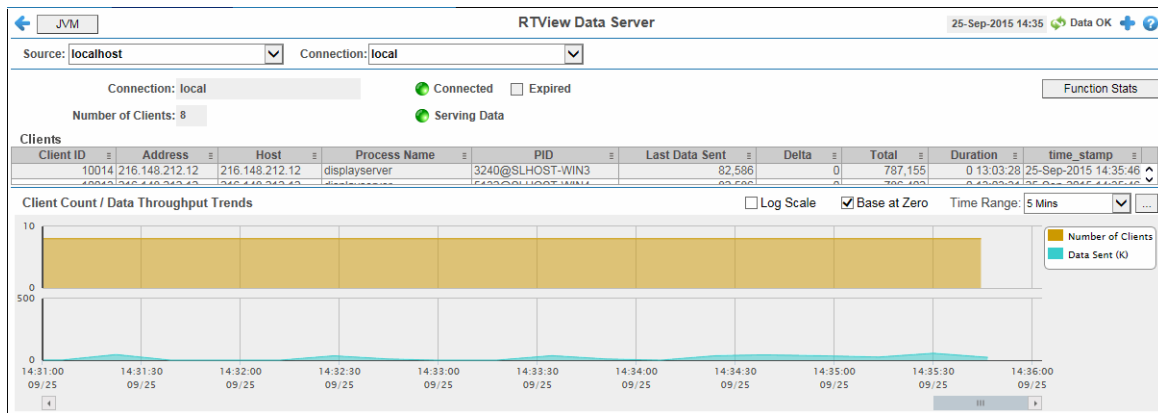 JVM RTView Data Server 25-Sep-2015 14:35 Data OK
Source: localhost Connection: local
Connection: local Connected Expired Function Stats
Number of Clients: 8 Serving Data
Clients
Client ID Address Host Process Name PID Last Data Sent Delta Total Duration time_stamp
10014 216.148.212.12 216.148.212.12 displayserver 3240@SLHOST-WIN3 82,586 0 787,155 0 13:03:28 25-Sep-2015 14:35:46
Client Count / Data Throughput Trends Log Scale Base at Zero Time Range: 5 Mins ...
10
0
Number of Clients
Data Sent (K)
500
0
14:31:00 14:31:30 14:32:00 14:32:30 14:33:00 14:33:30 14:34:00 14:34:30 14:35:00 14:35:30 14:36:00
09/25 09/25 09/25 09/25 09/25 09/25 09/25 09/25 09/25 09/25 09/25